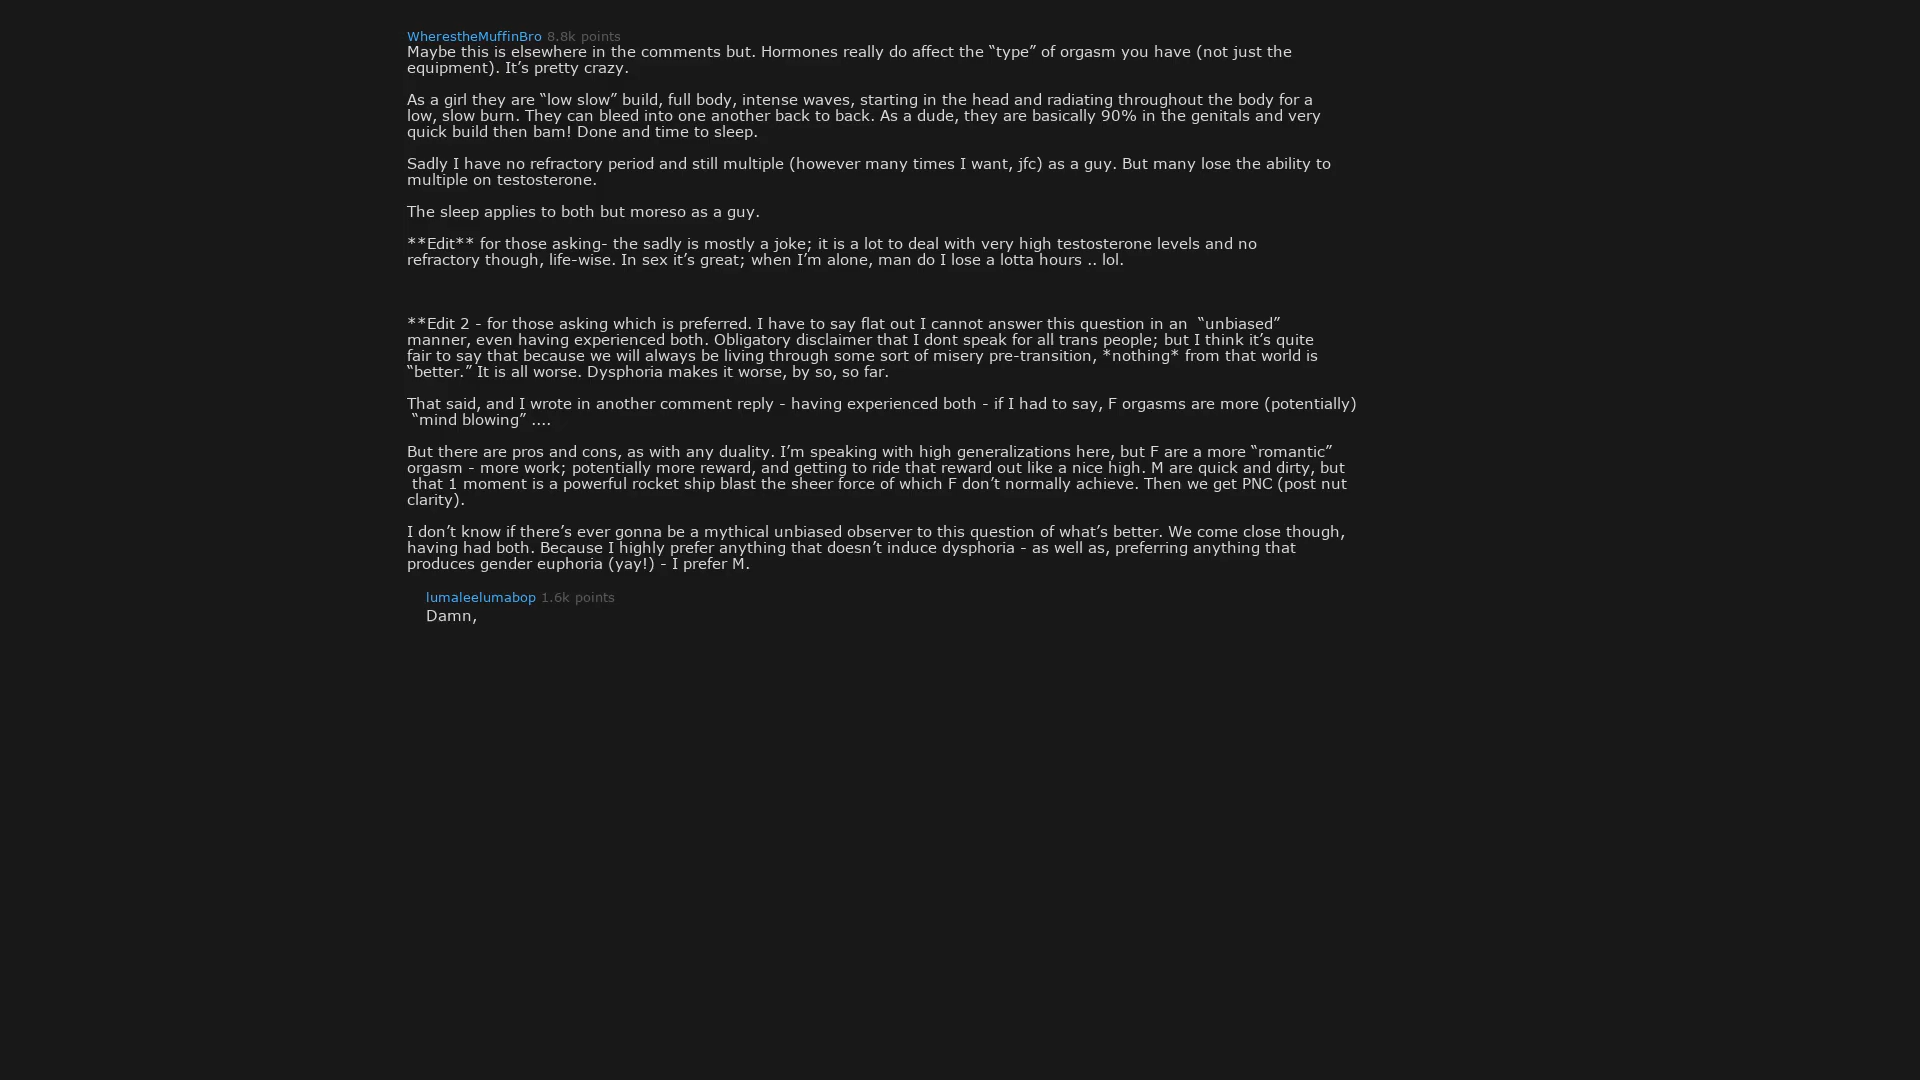 WherestheMuffinBro 8.8k points
Maybe this is elsewhere in the comments but. Hormones really do affect the “type” of orgasm you have (not just the
equipment). It’s pretty crazy.
As a girl they are “low slow” build, full body, intense waves, starting in the head and radiating throughout the body for a
low, slow burn. They can bleed into one another back to back. As a dude, they are basically 90% in the genitals and very
quick build then bam! Done and time to sleep.
Sadly I have no refractory period and still multiple (however many times I want, jfc) as a guy. But many lose the ability to
multiple on testosterone.
The sleep applies to both but moreso as a guy.
**Edit** for those asking- the sadly is mostly a joke; it is a lot to deal with very high testosterone levels and no
refractory though, life-wise. In sex it’s great; when I’m alone, man do I lose a lotta hours .. lol.
**Edit 2 - for those asking which is preferred. I have to say flat out I cannot answer this question in an “unbiased”
manner, even having experienced both. Obligatory disclaimer that I dont speak for all trans people; but I think it’s quite
fair to say that because we will always be living through some sort of misery pre-transition, *nothing* from that world is
“better.” It is all worse. Dysphoria makes it worse, by so, so far.
That said, and I wrote in another comment reply - having experienced both - if I had to say, F orgasms are more (potentially)
“mind blowing” ....
But there are pros and cons, as with any duality. I’m speaking with high generalizations here, but F are a more “romantic”
orgasm - more work; potentially more reward, and getting to ride that reward out like a nice high. M are quick and dirty, but
that 1 moment is a powerful rocket ship blast the sheer force of which F don’t normally achieve. Then we get PNC (post nut
clarity).
I don’t know if there’s ever gonna be a mythical unbiased observer to this question of what’s better. We come close though,
having had both. Because I highly prefer anything that doesn’t induce dysphoria - as well as, preferring anything that
produces gender euphoria (yay!) - I prefer M.
lumaleelumabop 1.6k points
Damn,